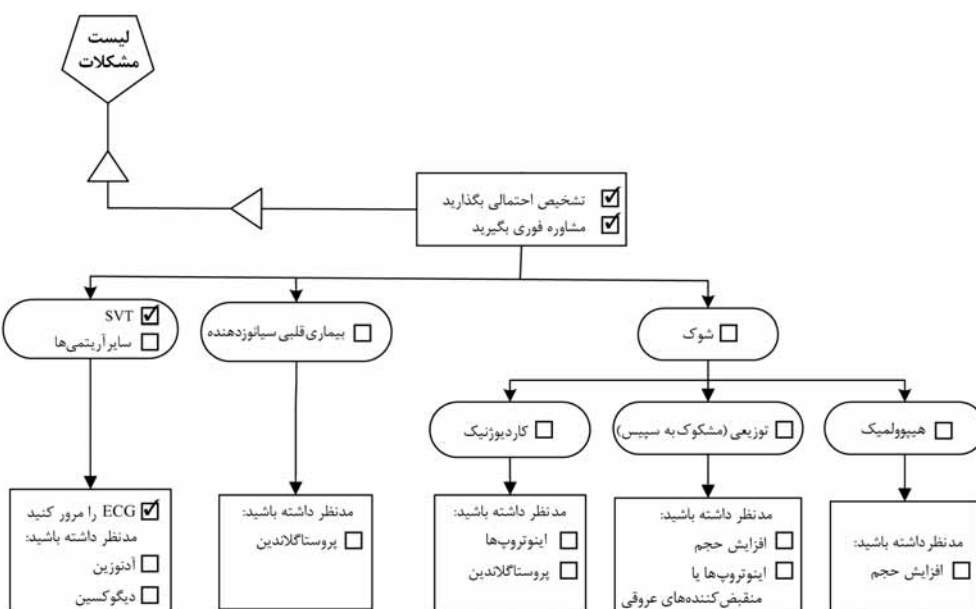 لیست
مشکلات
تشخیص احتمالی بگذارید
مشاوره فوری بگیرید
شوک
بیماری قلبی سیانوزدهنده
SVT
سایر آریتمی‌ها
هیپوولمیک
توزیعی (مشکوک به سپسیس)
کاردیوژنیک
مدنظر داشته باشید:
افزایش حجم
مدنظر داشته باشید:
افزایش حجم
اینوتروپ‌ها یا
منقبض‌کننده‌های عروقی
مدنظر داشته باشید:
اینوتروپ‌ها
پروستاگلاندین
مدنظر داشته باشید:
پروستاگلاندین
ECG را مرور کنید
مدنظر داشته باشید:
آدنوزین
دیگوکسین